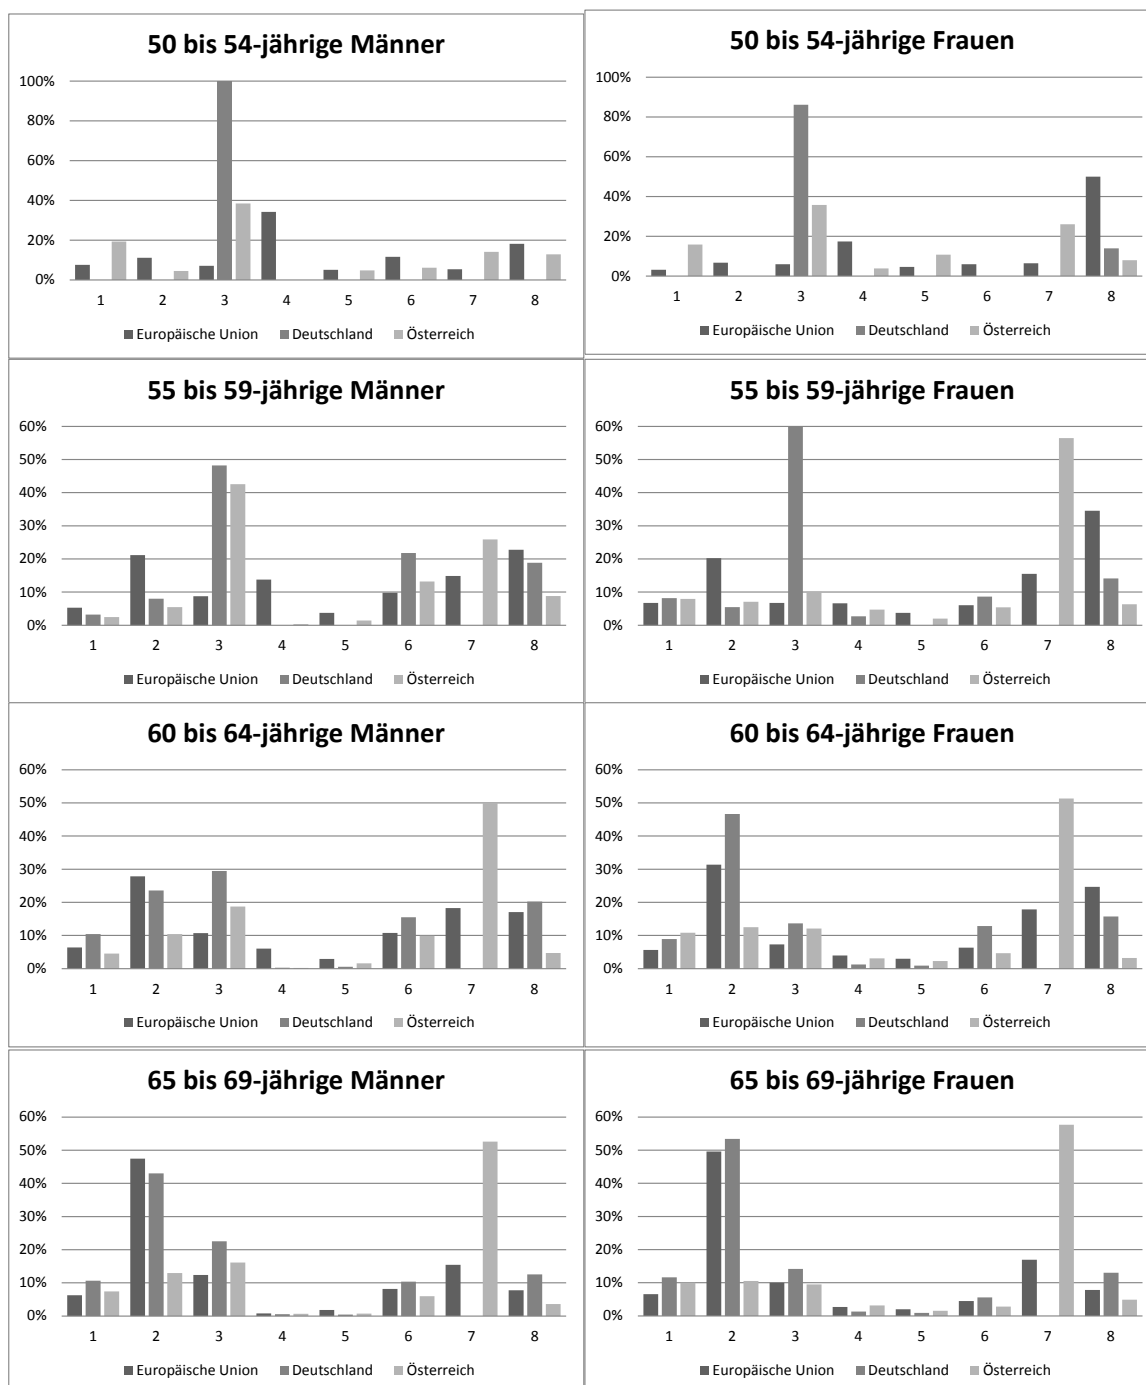 50 bis 54-jährige Männer
100%
80%
60%
40%
20%
0%
1 2 3 4 5 6 7 8
Europäische Union Deutschland Österreich
50 bis 54-jährige Frauen
100%
80%
60%
40%
20%
0%
1 2 3 4 5 6 7 8
Europäische Union Deutschland Österreich
55 bis 59-jährige Männer
60%
50%
40%
30%
20%
10%
0%
1 2 3 4 5 6 7 8
Europäische Union Deutschland Österreich
55 bis 59-jährige Frauen
60%
50%
40%
30%
20%
10%
0%
1 2 3 4 5 6 7 8
Europäische Union Deutschland Österreich
60 bis 64-jährige Männer
60%
50%
40%
30%
20%
10%
0%
1 2 3 4 5 6 7 8
Europäische Union Deutschland Österreich
60 bis 64-jährige Frauen
60%
50%
40%
30%
20%
10%
0%
1 2 3 4 5 6 7 8
Europäische Union Deutschland Österreich
65 bis 69-jährige Männer
60%
50%
40%
30%
20%
10%
0%
1 2 3 4 5 6 7 8
Europäische Union Deutschland Österreich
65 bis 69-jährige Frauen
60%
50%
40%
30%
20%
10%
0%
1 2 3 4 5 6 7 8
Europäische Union Deutschland Österreich